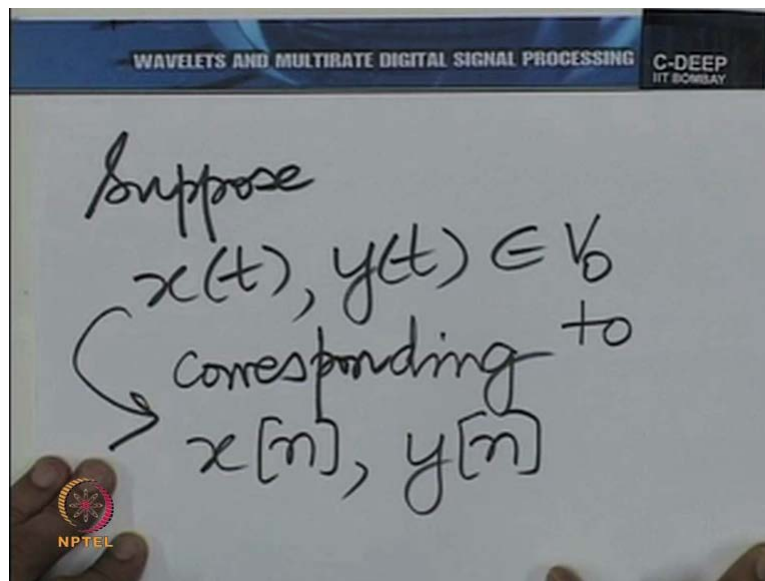 WAVELETS AND MULTIRATE DIGITAL SIGNAL PROCESSING
C-DEEP
IIT BOMBAY
Suppose
x(t), y(t) ∈ V₀
corresponding to
x[n], y[n]
NPTEL